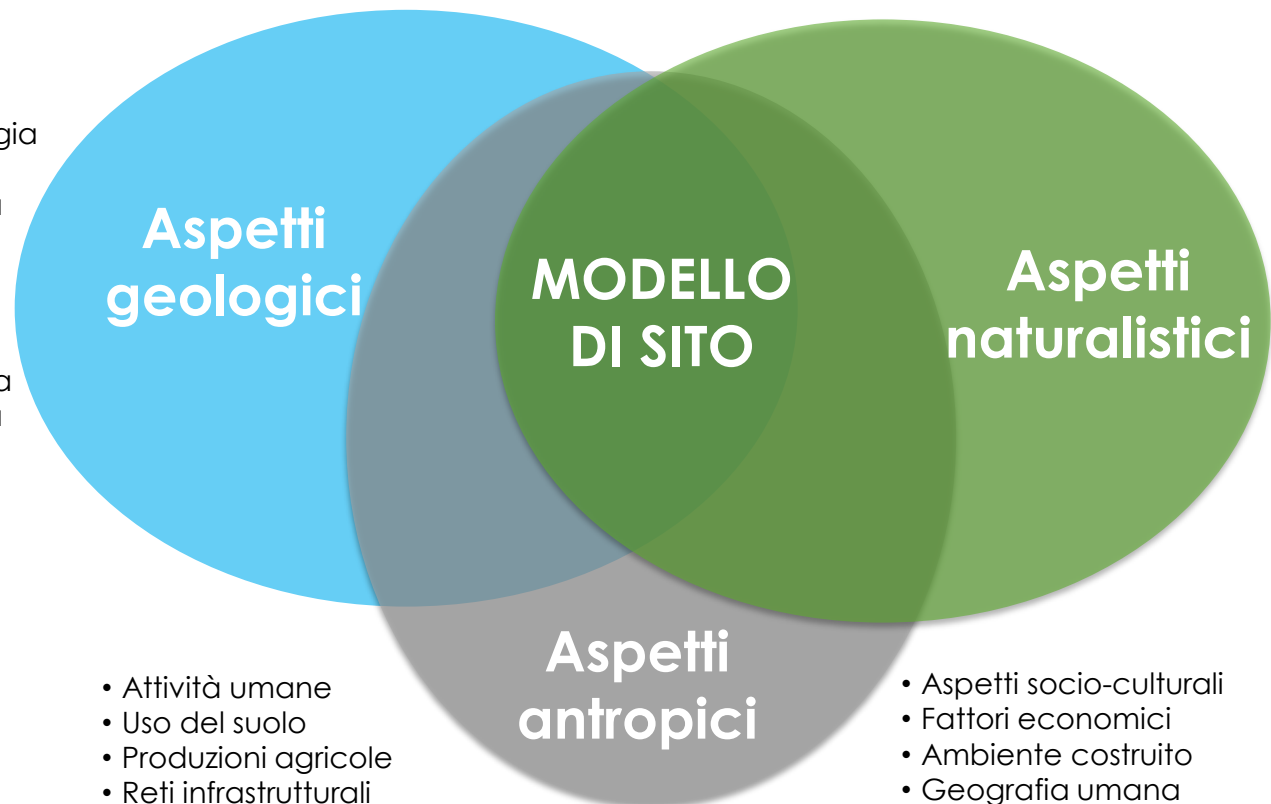 gia
a
a
a
Aspetti
geologici
MODELLO
DI SITO
Aspetti
naturalistici
Aspetti
antropici
• Attività umane
• Uso del suolo
• Produzioni agricole
• Reti infrastrutturali
• Aspetti socio-culturali
• Fattori economici
• Ambiente costruito
• Geografia umana